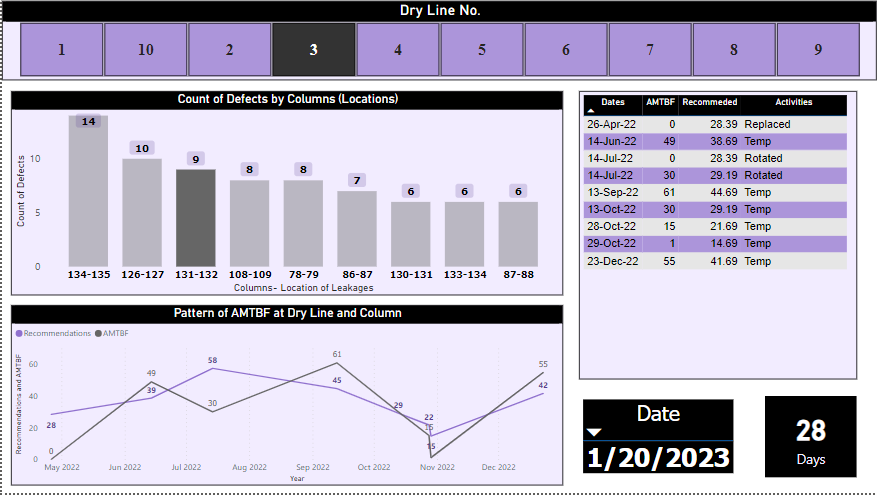 Dry Line No.
1 10 2 3 4 5 6 7 8 9
Count of Defects by Columns (Locations)
Count of Defects
10
5
0
14 10 9 8 8 7 6 6 6
134-135 126-127 131-132 108-109 78-79 86-87 130-131 133-134 87-88
Columns- Location of Leakages
Dates AMTBF Recommeded Activities
26-Apr-22 0 28.39 Replaced
14-Jun-22 49 38.69 Temp
14-Jul-22 0 28.39 Rotated
14-Jul-22 30 29.19 Rotated
13-Sep-22 61 44.69 Temp
13-Oct-22 30 29.19 Temp
28-Oct-22 15 21.69 Temp
29-Oct-22 1 14.69 Temp
23-Dec-22 55 41.69 Temp
Pattern of AMTBF at Dry Line and Column
Recommendations AMTBF
Recommendations and AMTBF
60
40
20
0
28 0 49 39 58 30 61 45 29 22 15 15 55 42
May 2022 Jun 2022 Jul 2022 Aug 2022 Sep 2022 Oct 2022 Nov 2022 Dec 2022
Year
Date
1/20/2023
28
Days